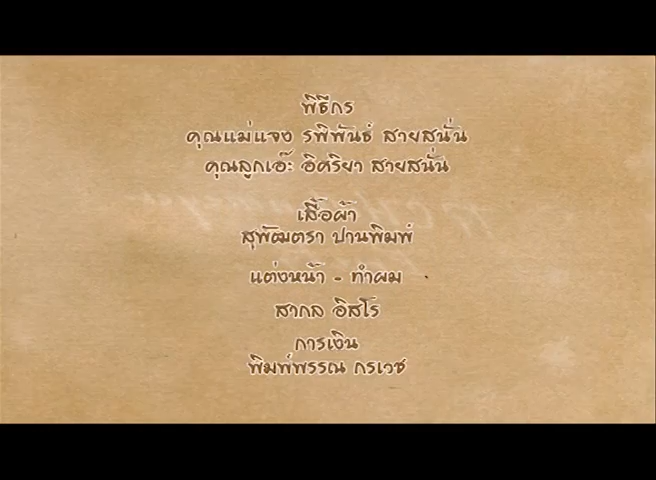 พิธีกร
คุณแม่แจง รพีพันธ์ สายสนั่น
คุณลูกเอ๊ะ อิศริยา สายสนั่น
เสื้อผ้า
สุพัฒตรา ปานพิมพ์
แต่งหน้า - ทำผม
สากล อิสโร
การเงิน
พิมพ์พรรณ กรเวช